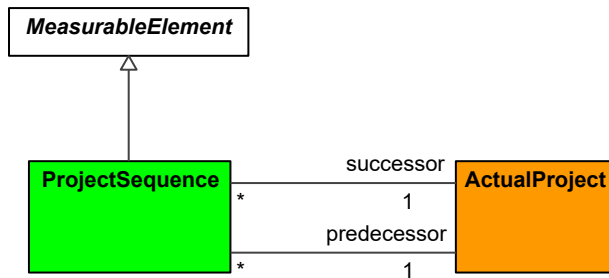 MeasurableElement
successor
ProjectSequence
ActualProject
*
1
predecessor
*
1